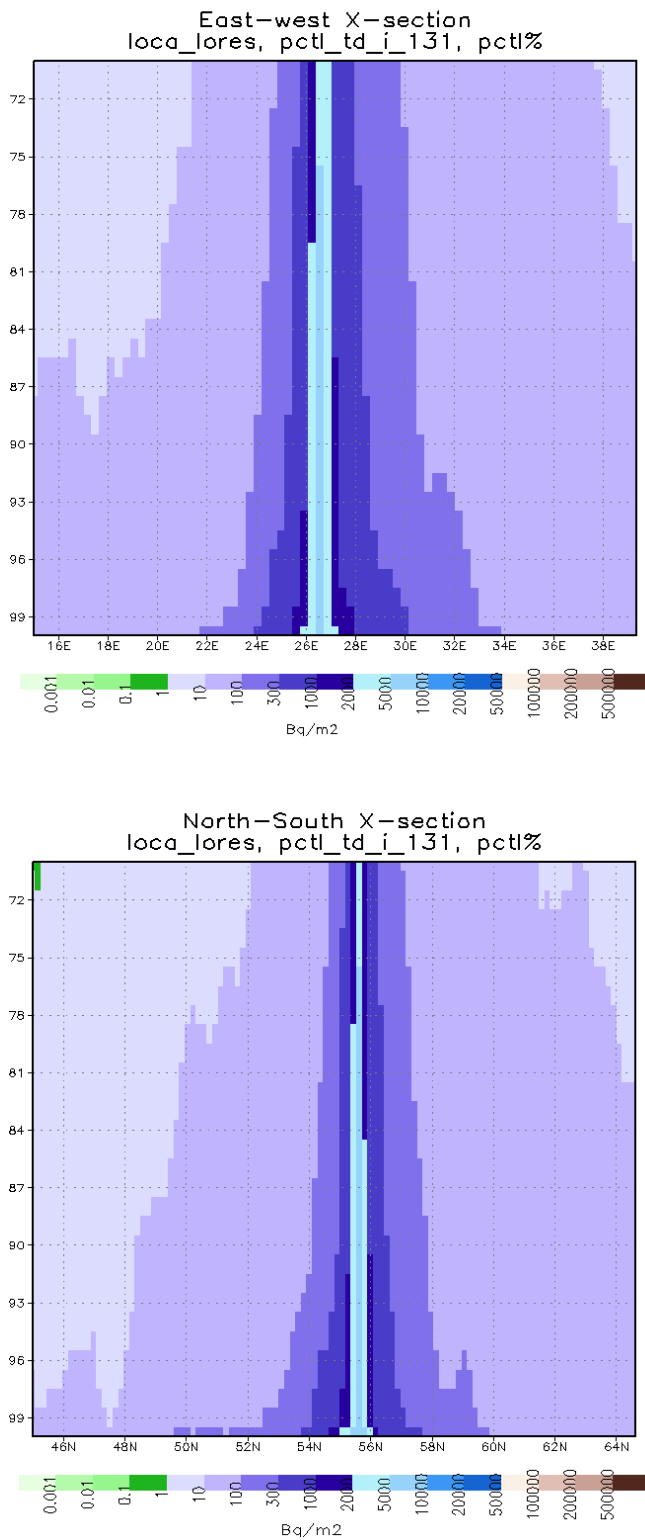 East-west X-section
loca_lores, pctl_td_i_131, pctl%
72
75
78
81
84
87
90
93
96
99
16E 18E 20E 22E 24E 26E 28E 30E 32E 34E 36E 38E
0.001 0.01 0.1 1 10 100 300 1000 2000 5000 10000 20000 50000 100000 200000 500000
Bq/m2
North-South X-section
loca_lores, pctl_td_i_131, pctl%
72
75
78
81
84
87
90
93
96
99
46N 48N 50N 52N 54N 56N 58N 60N 62N 64N
0.001 0.01 0.1 1 10 100 300 1000 2000 5000 10000 20000 50000 100000 200000 500000
Bq/m2